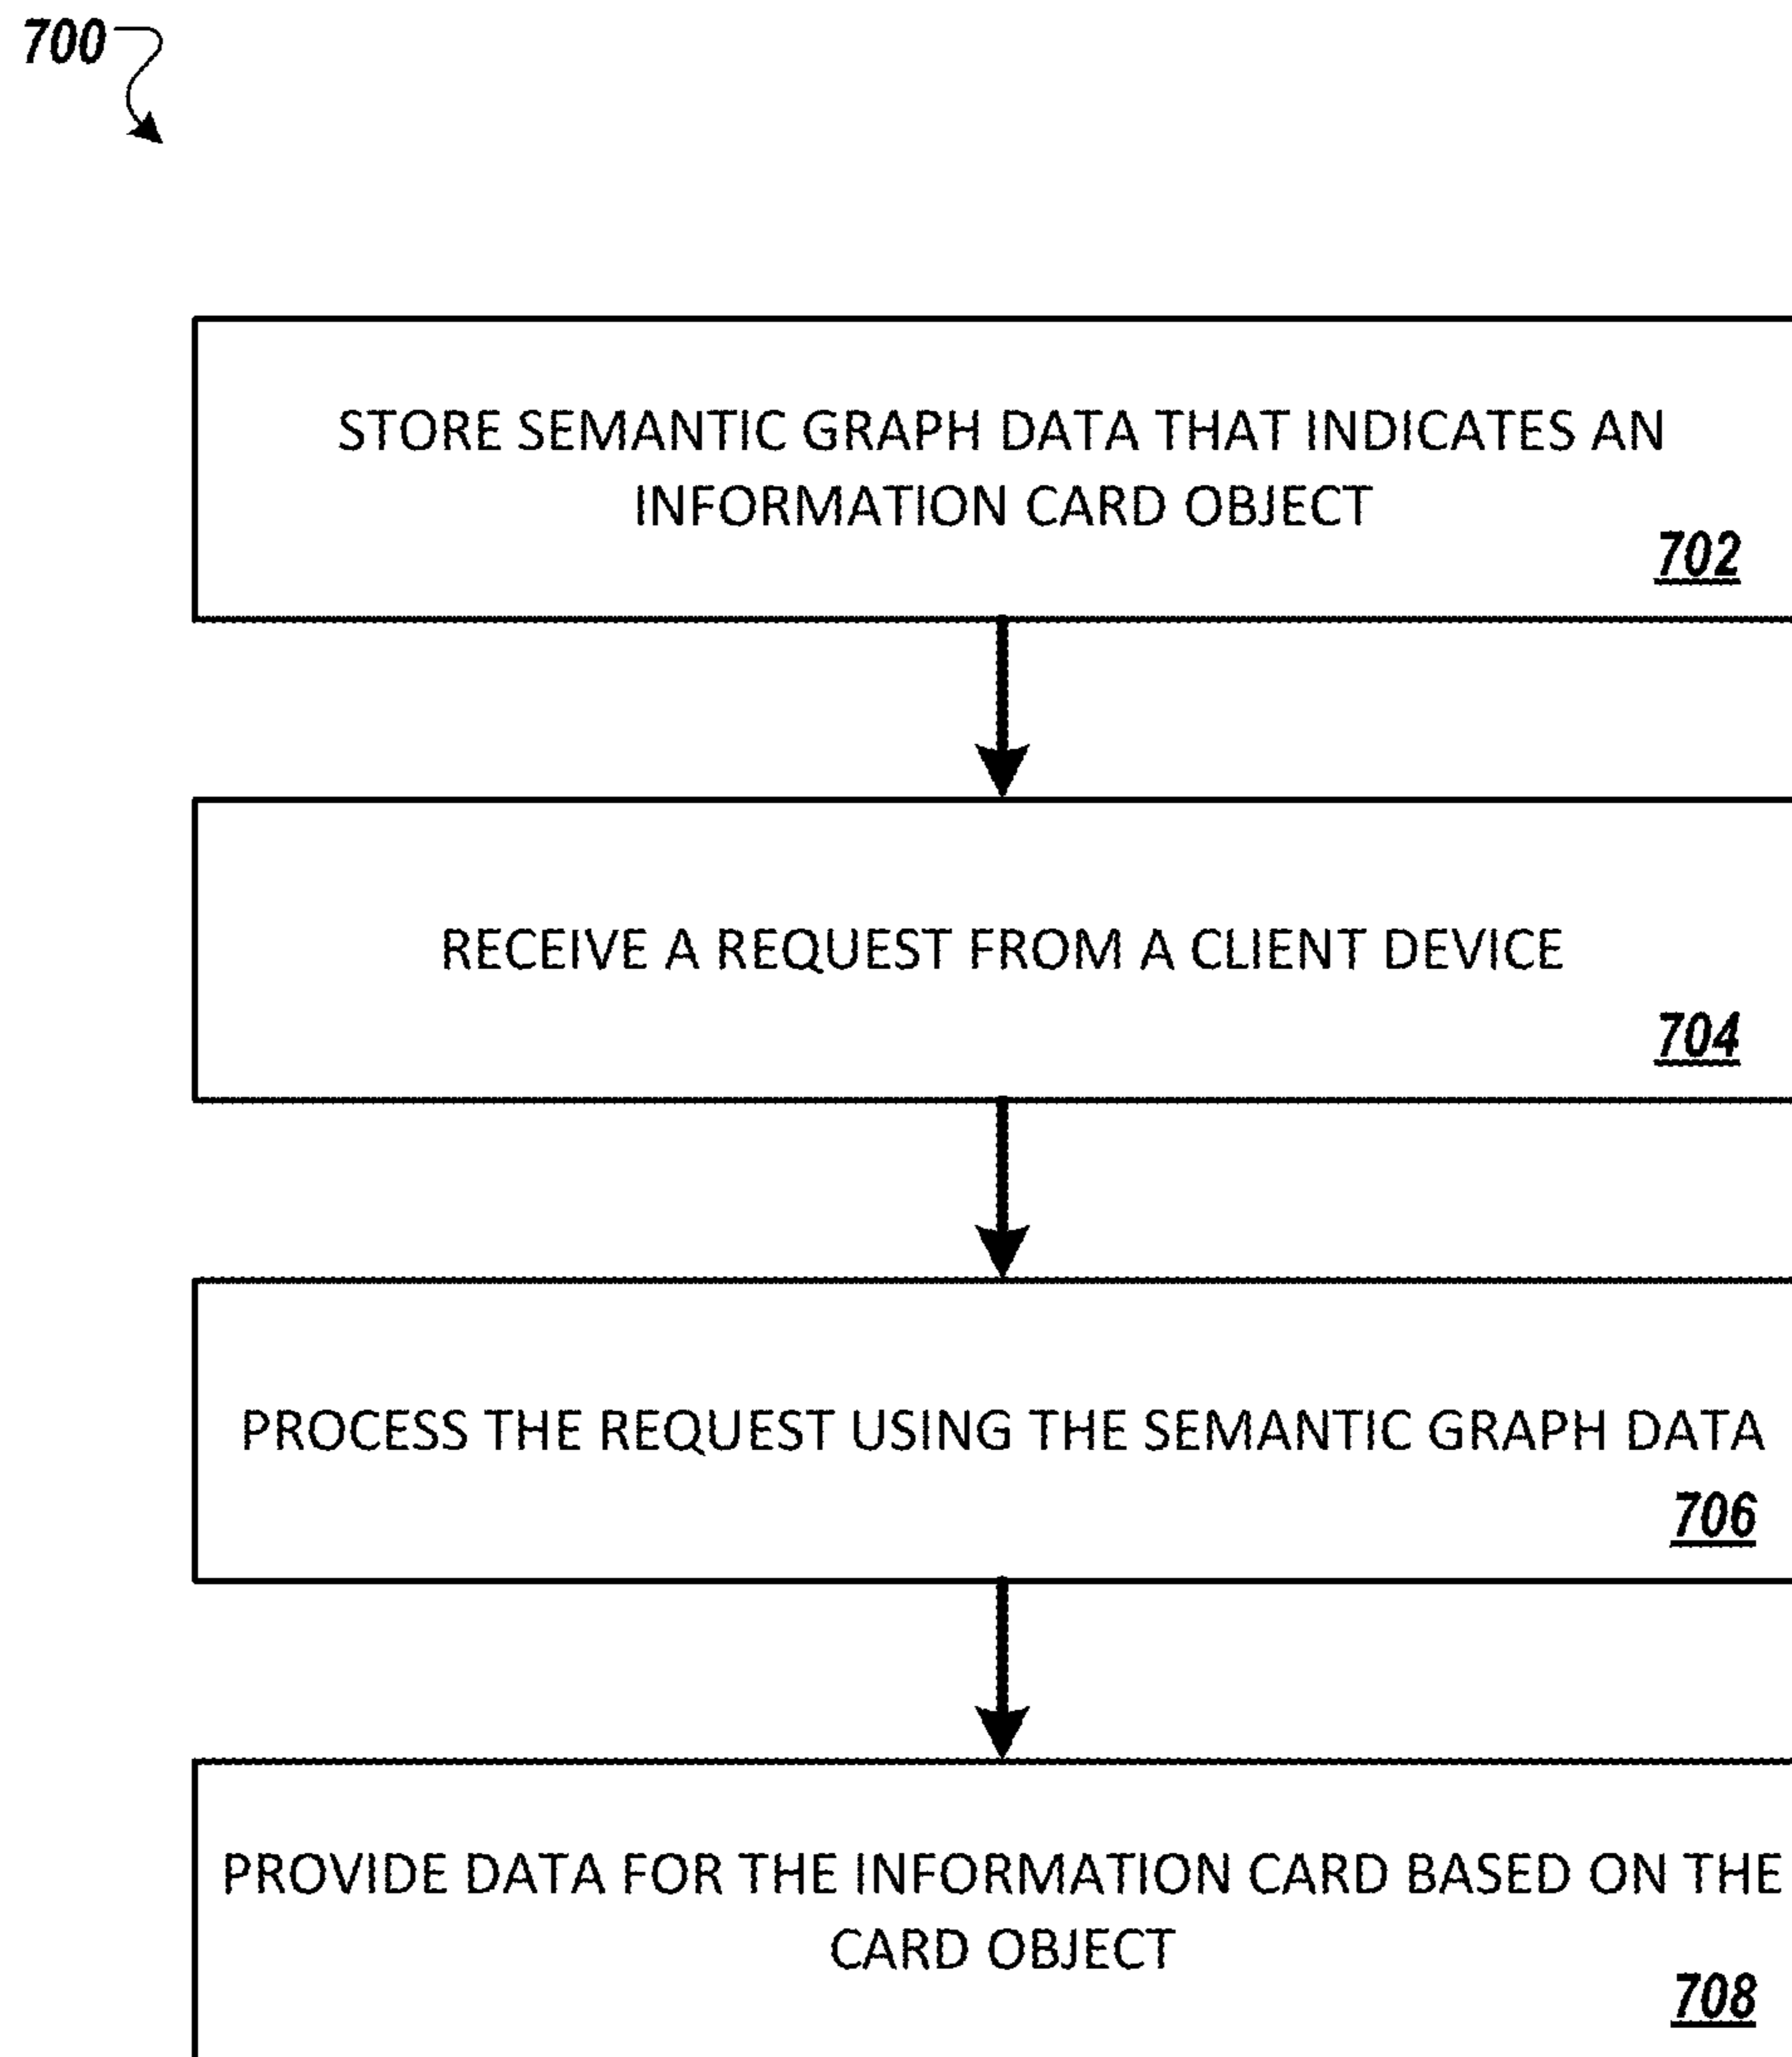 700
STORE SEMANTIC GRAPH DATA THAT INDICATES AN
INFORMATION CARD OBJECT
702
RECEIVE A REQUEST FROM A CLIENT DEVICE
704
PROCESS THE REQUEST USING THE SEMANTIC GRAPH DATA
706
PROVIDE DATA FOR THE INFORMATION CARD BASED ON THE
CARD OBJECT
708